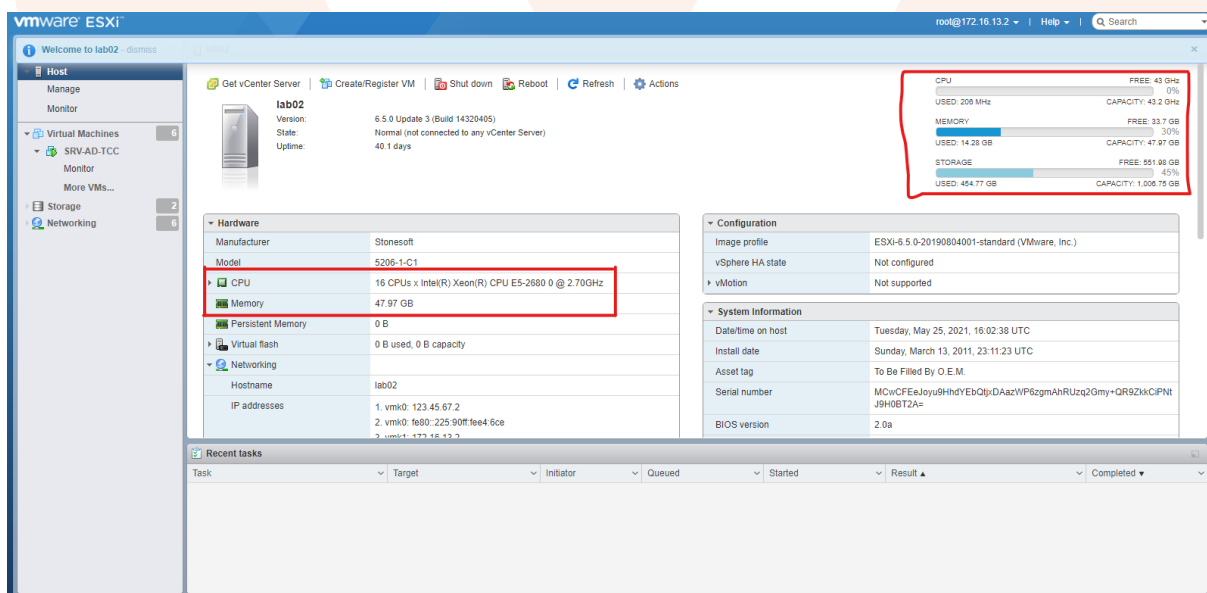 vmware ESXi™
root@172.16.13.2 | Help | Search
Welcome to lab02 - dismiss
Host
Manage
Monitor
Virtual Machines 6
SRV-AD-TCC
Monitor
More VMs...
Storage 2
Networking 6
Get vCenter Server | Create/Register VM | Shut down Reboot | Refresh | Actions
lab02
Version: 6.5.0 Update 3 (Build 14320405)
State: Normal (not connected to any vCenter Server)
Uptime: 40.1 days
CPU FREE: 43 GHz
0%
USED: 206 MHz CAPACITY: 43.2 GHz
MEMORY FREE: 33.7 GB
30%
USED: 14.28 GB CAPACITY: 47.97 GB
STORAGE FREE: 551.98 GB
45%
USED: 454.77 GB CAPACITY: 1,006.75 GB
Hardware
Manufacturer Stonesoft
Model 5206-1-C1
CPU 16 CPUs x Intel(R) Xeon(R) CPU E5-2680 0 @ 2.70GHz
Memory 47.97 GB
Persistent Memory 0 B
Virtual flash 0 B used, 0 B capacity
Networking
Hostname lab02
IP addresses 1. vmk0: 123.45.67.2
2. vmk0: fe80::225:90ff:fee4:6ce
3. vmk1: 172.16.13.2
Configuration
Image profile ESXi-6.5.0-20190804001-standard (VMware, Inc.)
vSphere HA state Not configured
vMotion Not supported
System Information
Date/time on host Tuesday, May 25, 2021, 16:02:38 UTC
Install date Sunday, March 13, 2011, 23:11:23 UTC
Asset tag To Be Filled By O.E.M.
Serial number MCwCFEeJoyu9HhdYEbQtjxDAazWP6zgmAhRUzq2Gmy+QR9ZkkCiPNt
J9H0BT2A=
BIOS version 2.0a
Recent tasks
Task Target Initiator Queued Started Result ▲ Completed ▼